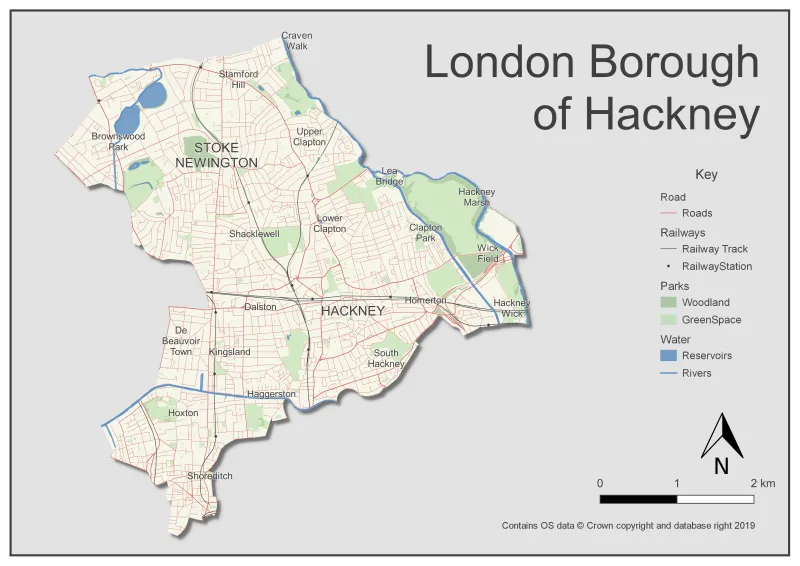 London Borough
of Hackney
Craven
Walk
Stamford
Hill
Brownswood
Park
STOKE
NEWINGTON
Upper
Clapton
Lea
Bridge
Hackney
Marsh
Lower
Clapton
Clapton
Park
Shacklewell
Wick
Field
Dalston
HACKNEY
Homerton
Hackney
Wick
De
Beauvoir
Town
Kingsland
South
Hackney
Haggerston
Hoxton
Shoreditch
Key
Road
Roads
Railways
Railway Track
RailwayStation
Parks
Woodland
GreenSpace
Water
Reservoirs
Rivers
N
0 1 2 km
Contains OS data © Crown copyright and database right 2019